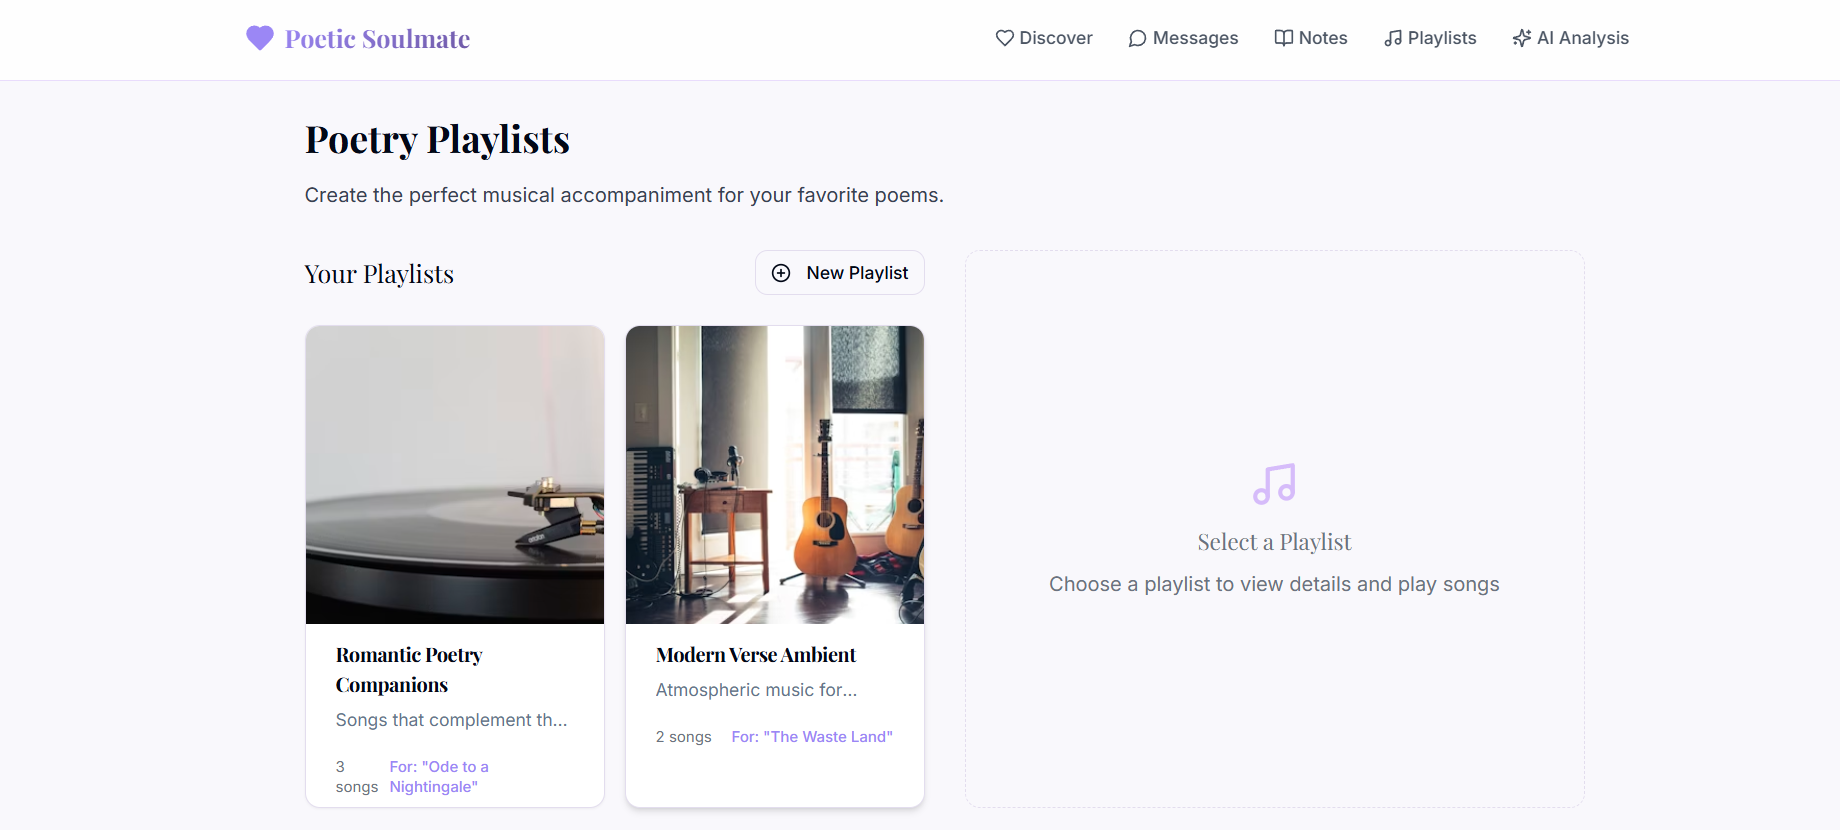 Poetic Soulmate
Discover
Messages
Notes
Playlists
AI Analysis
Poetry Playlists
Create the perfect musical accompaniment for your favorite poems.
Your Playlists
New Playlist
Romantic Poetry
Companions
Songs that complement th...
3
songs
For: "Ode to a
Nightingale"
Modern Verse Ambient
Atmospheric music for...
2 songs
For: "The Waste Land"
Select a Playlist
Choose a playlist to view details and play songs